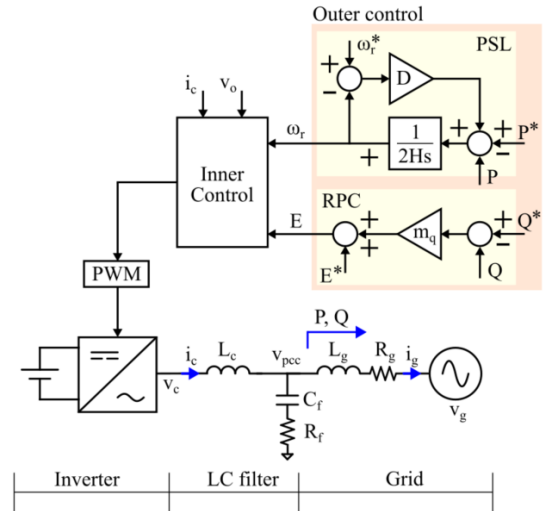 Outer control
ω_r^*
PSL
+
−
D
i_c
v_o
ω_r
Inner
Control
+
1
2Hs
+
+
+
−
P*
P
RPC
E
+
+
m_q
+
−
Q*
E*
Q
PWM
P, Q
i_c
L_c
v_pcc
L_g
R_g
i_g
v_c
C_f
R_f
v_g
Inverter
LC filter
Grid